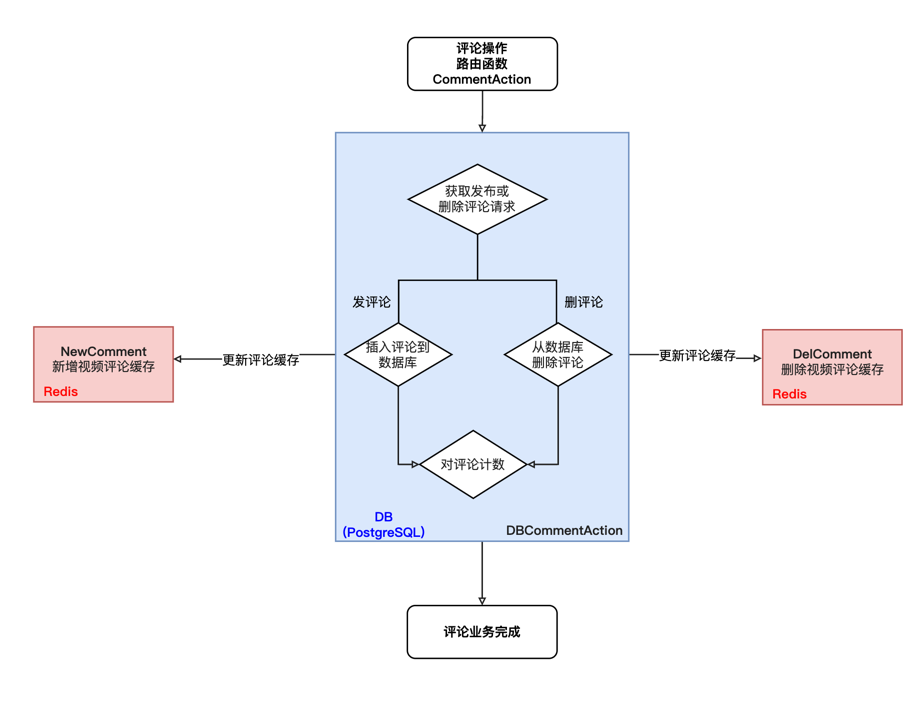 评论操作
路由函数
CommentAction
获取发布或
删除评论请求
发评论
删评论
插入评论到
数据库
从数据库
删除评论
NewComment
新增视频评论缓存
Redis
更新评论缓存
更新评论缓存
DelComment
删除视频评论缓存
Redis
对评论计数
DB
(PostgreSQL)
DBCommentAction
评论业务完成